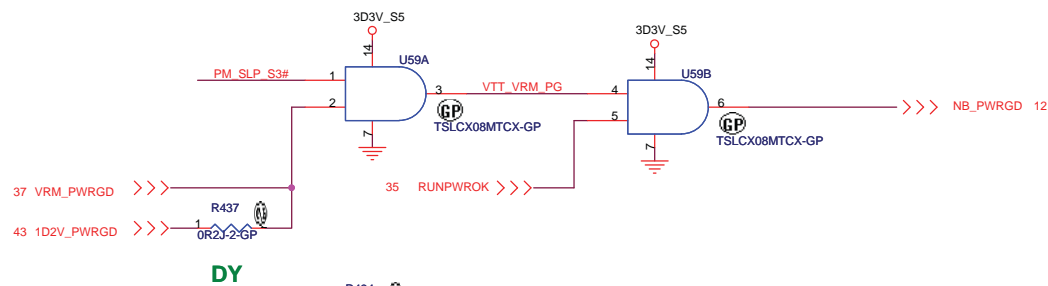 3D3V_S5
14
U59A
PM_SLP_S3#
1
2
3
7
GP
TSLCX08MTCX-GP
VTT_VRM_PG
3D3V_S5
14
U59B
4
5
6
7
GP
TSLCX08MTCX-GP
NB_PWRGD 12
37 VRM_PWRGD
35 RUNPWROK
43 1D2V_PWRGD
R437
1
0R2J-2-GP
DY